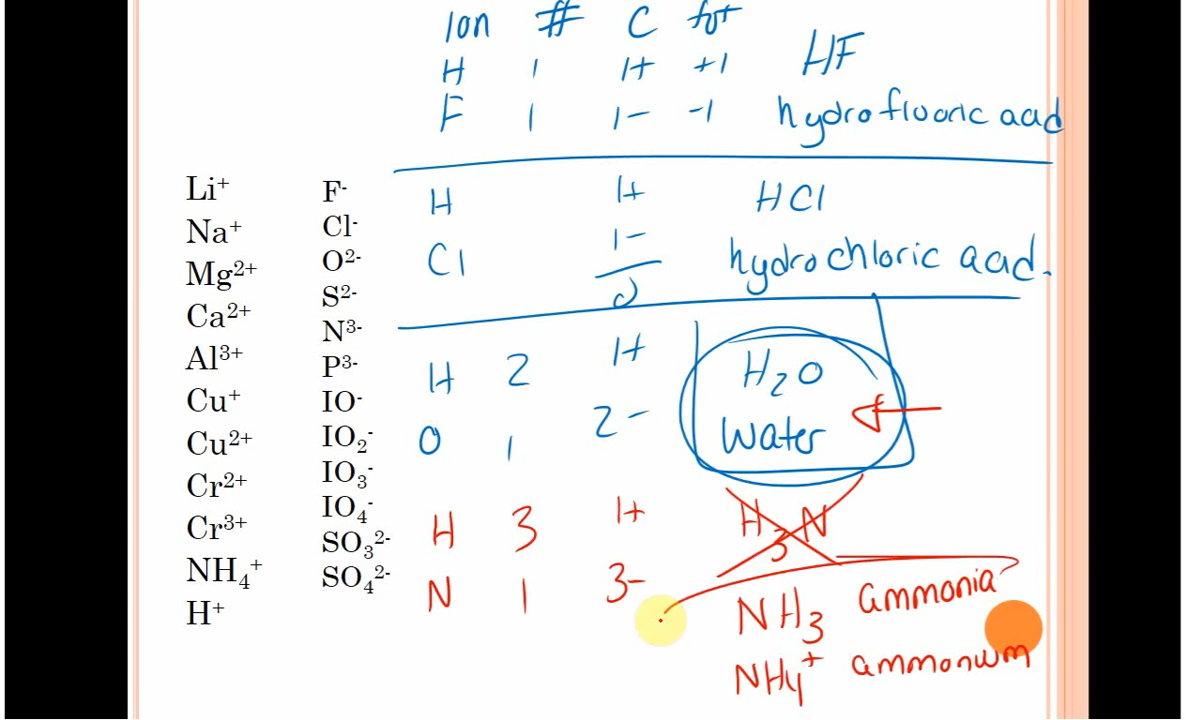 Ion # C tot
H 1 1+ +1 HF
F 1 1- -1 hydrofluoric acid
H 1+ HCl
Cl 1- hydrochloric acid.
0
H 2 1+ H₂O
O 1 2- Water
H 3 1+ H₃N
N 1 3- NH₃ ammonia
NH₄⁺ ammonium
Li⁺
Na⁺
Mg²⁺
Ca²⁺
Al³⁺
Cu⁺
Cu²⁺
Cr²⁺
Cr³⁺
NH₄⁺
H⁺
F⁻
Cl⁻
O²⁻
S²⁻
N³⁻
P³⁻
IO⁻
IO₂⁻
IO₃⁻
IO₄⁻
SO₃²⁻
SO₄²⁻